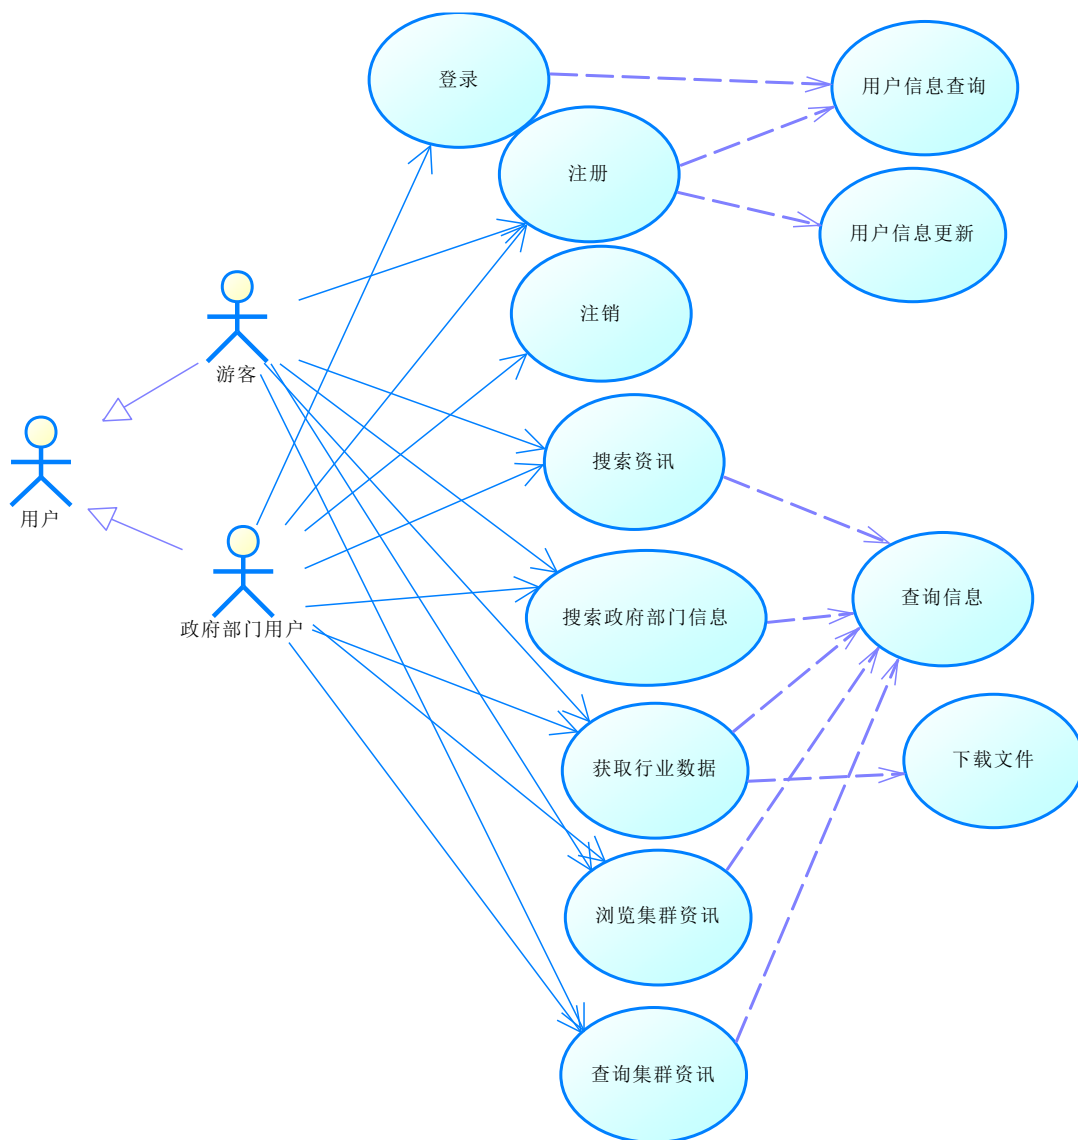 登录
用户信息查询
注册
用户信息更新
注销
游客
搜索资讯
用户
查询信息
搜索政府部门信息
政府部门用户
获取行业数据
下载文件
浏览集群资讯
查询集群资讯